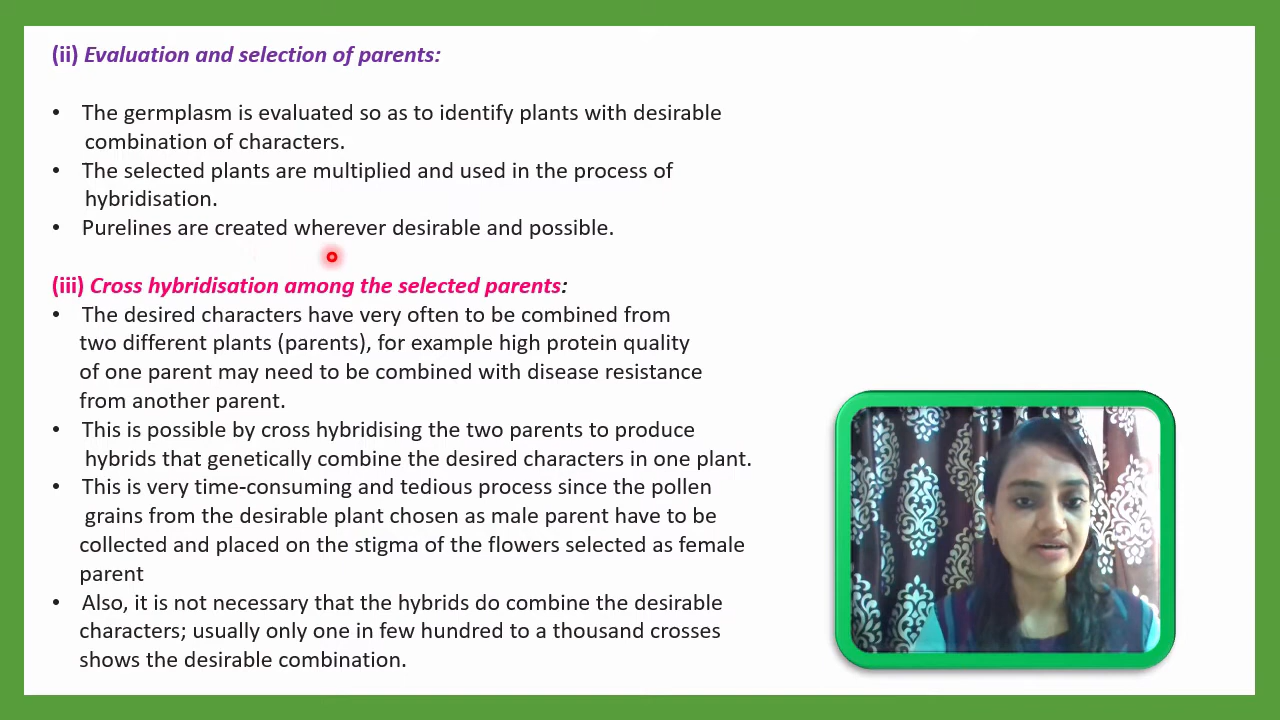 (ii) Evaluation and selection of parents:
• The germplasm is evaluated so as to identify plants with desirable
combination of characters.
• The selected plants are multiplied and used in the process of
hybridisation.
• Purelines are created wherever desirable and possible.
(iii) Cross hybridisation among the selected parents:
• The desired characters have very often to be combined from
two different plants (parents), for example high protein quality
of one parent may need to be combined with disease resistance
from another parent.
• This is possible by cross hybridising the two parents to produce
hybrids that genetically combine the desired characters in one plant.
• This is very time-consuming and tedious process since the pollen
grains from the desirable plant chosen as male parent have to be
collected and placed on the stigma of the flowers selected as female
parent
• Also, it is not necessary that the hybrids do combine the desirable
characters; usually only one in few hundred to a thousand crosses
shows the desirable combination.